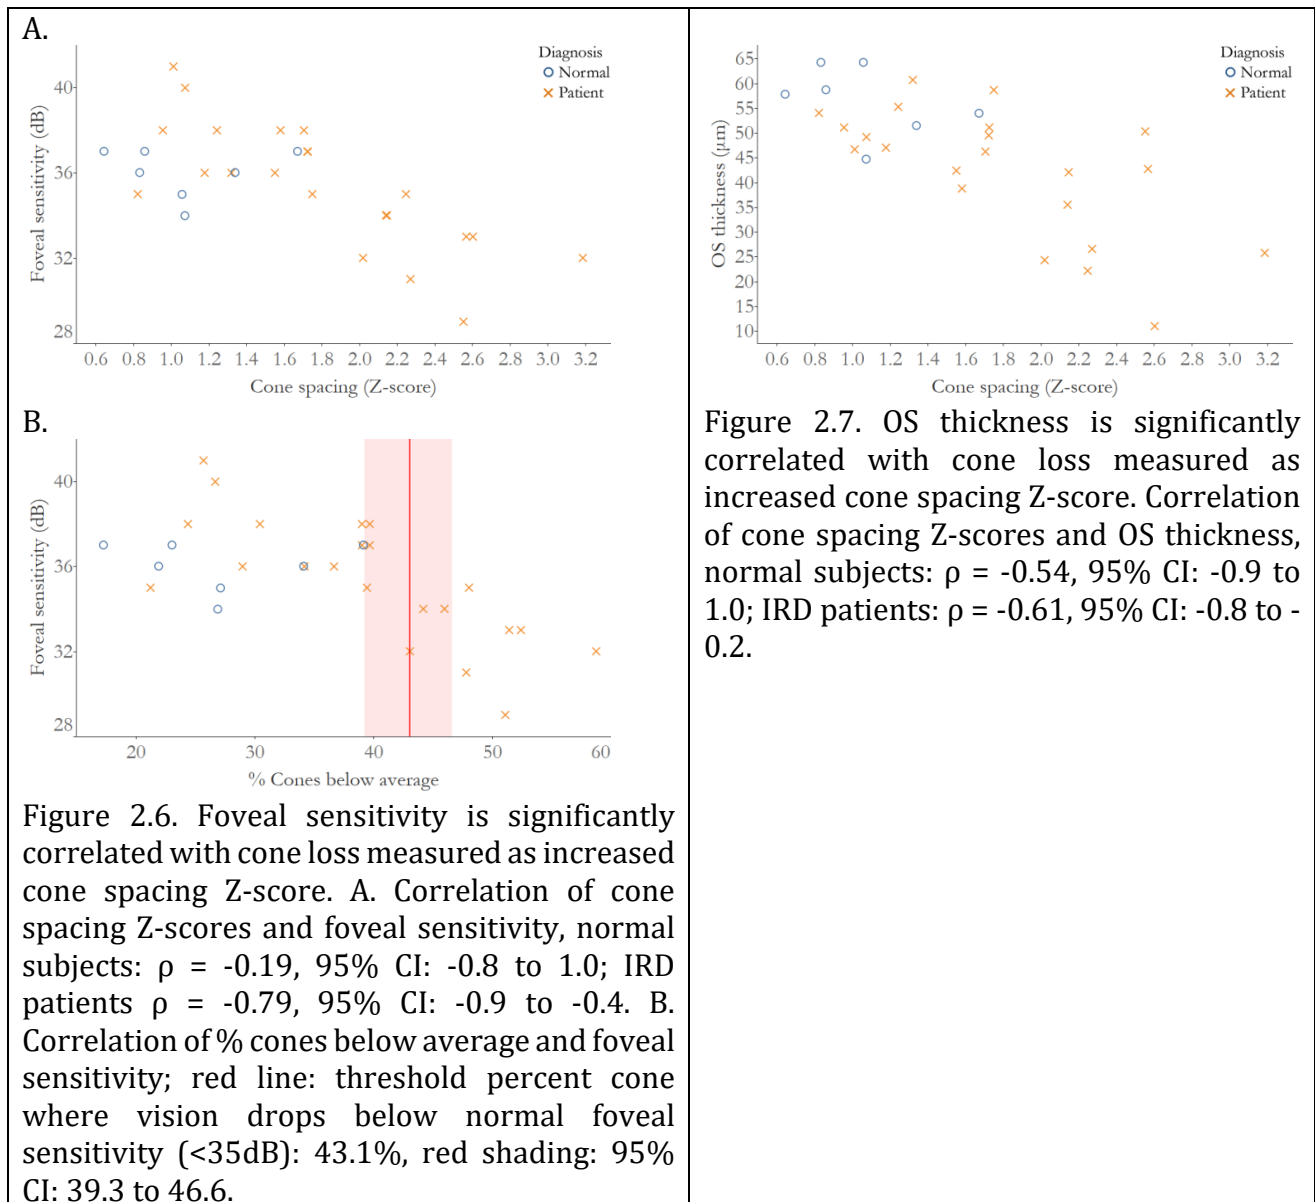 A.
Diagnosis
Normal
Patient
40
36
32
28
Foveal sensitivity (dB)
0.6 0.8 1.0 1.2 1.4 1.6 1.8 2.0 2.2 2.4 2.6 2.8 3.0 3.2
Cone spacing (Z-score)
B.
40
36
32
28
Foveal sensitivity (dB)
20 30 40 50 60
% Cones below average
Figure 2.6. Foveal sensitivity is significantly
correlated with cone loss measured as increased
cone spacing Z-score. A. Correlation of cone
spacing Z-scores and foveal sensitivity, normal
subjects: ρ = -0.19, 95% CI: -0.8 to 1.0; IRD
patients ρ = -0.79, 95% CI: -0.9 to -0.4. B.
Correlation of % cones below average and foveal
sensitivity; red line: threshold percent cone
where vision drops below normal foveal
sensitivity (<35dB): 43.1%, red shading: 95%
CI: 39.3 to 46.6.
Diagnosis
Normal
Patient
65
60
55
50
45
40
35
30
25
20
15
10
OS thickness (μm)
0.6 0.8 1.0 1.2 1.4 1.6 1.8 2.0 2.2 2.4 2.6 2.8 3.0 3.2
Cone spacing (Z-score)
Figure 2.7. OS thickness is significantly
correlated with cone loss measured as
increased cone spacing Z-score. Correlation
of cone spacing Z-scores and OS thickness,
normal subjects: ρ = -0.54, 95% CI: -0.9 to
1.0; IRD patients: ρ = -0.61, 95% CI: -0.8 to -
0.2.